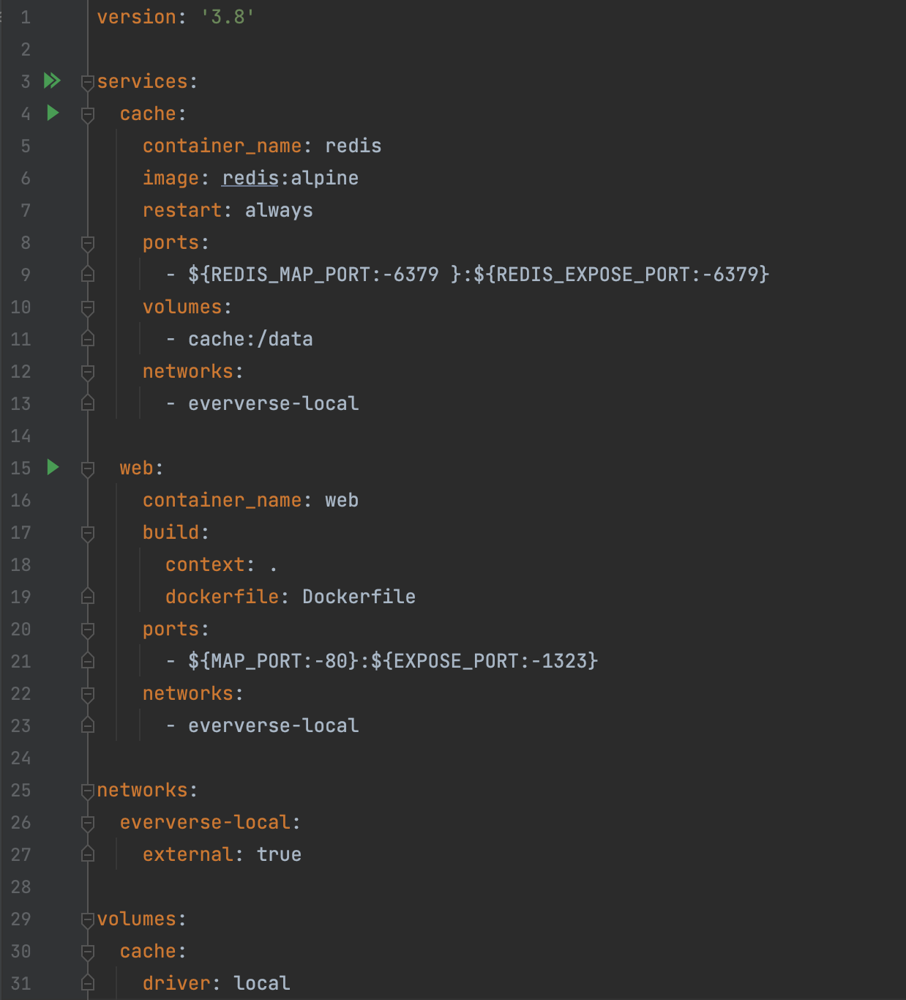 1 version: '3.8'
2
3 services:
4   cache:
5     container_name: redis
6     image: redis:alpine
7     restart: always
8     ports:
9       - ${REDIS_MAP_PORT:-6379 }:${REDIS_EXPOSE_PORT:-6379}
10     volumes:
11       - cache:/data
12     networks:
13       - eververse-local
14
15   web:
16     container_name: web
17     build:
18       context: .
19       dockerfile: Dockerfile
20     ports:
21       - ${MAP_PORT:-80}:${EXPOSE_PORT:-1323}
22     networks:
23       - eververse-local
24
25 networks:
26   eververse-local:
27     external: true
28
29 volumes:
30   cache:
31     driver: local